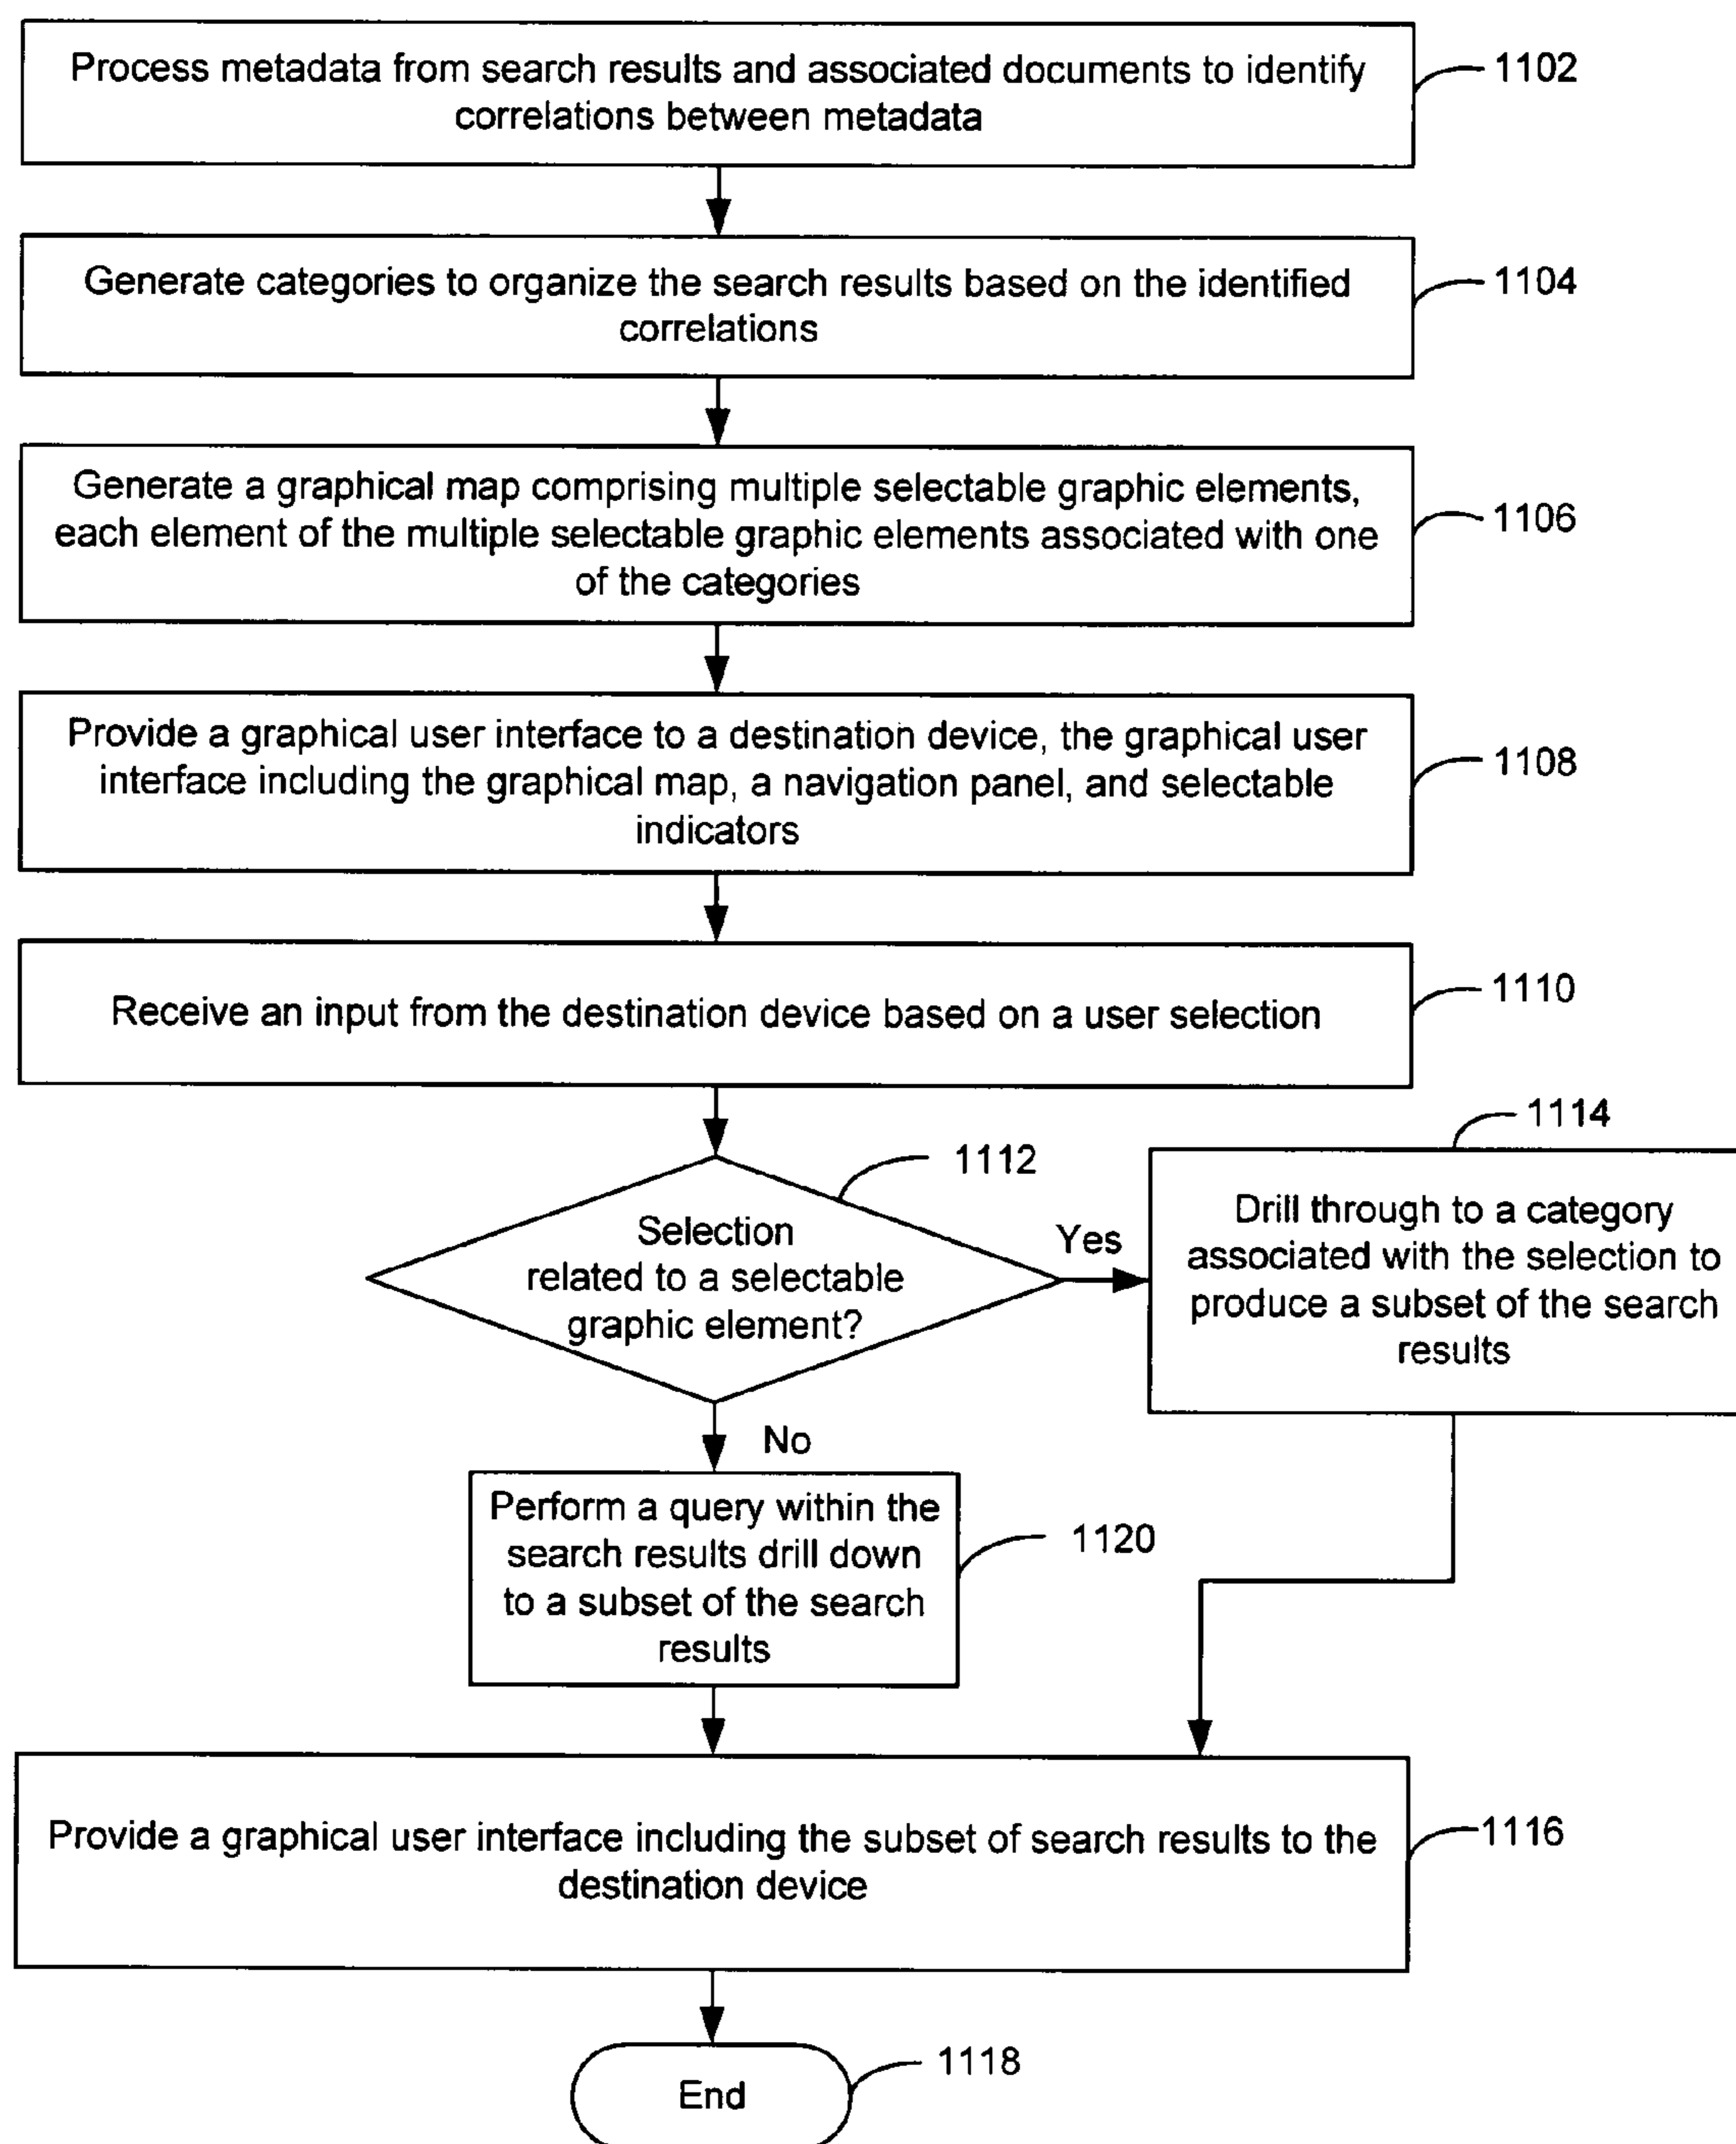 Process metadata from search results and associated documents to identify
correlations between metadata
1102
Generate categories to organize the search results based on the identified
correlations
1104
Generate a graphical map comprising multiple selectable graphic elements,
each element of the multiple selectable graphic elements associated with one
of the categories
1106
Provide a graphical user interface to a destination device, the graphical user
interface including the graphical map, a navigation panel, and selectable
indicators
1108
Receive an input from the destination device based on a user selection
1110
1112
Selection
related to a selectable
graphic element?
Yes
1114
Drill through to a category
associated with the selection to
produce a subset of the search
results
No
Perform a query within the
search results drill down
to a subset of the search
results
1120
Provide a graphical user interface including the subset of search results to the
destination device
1116
End
1118